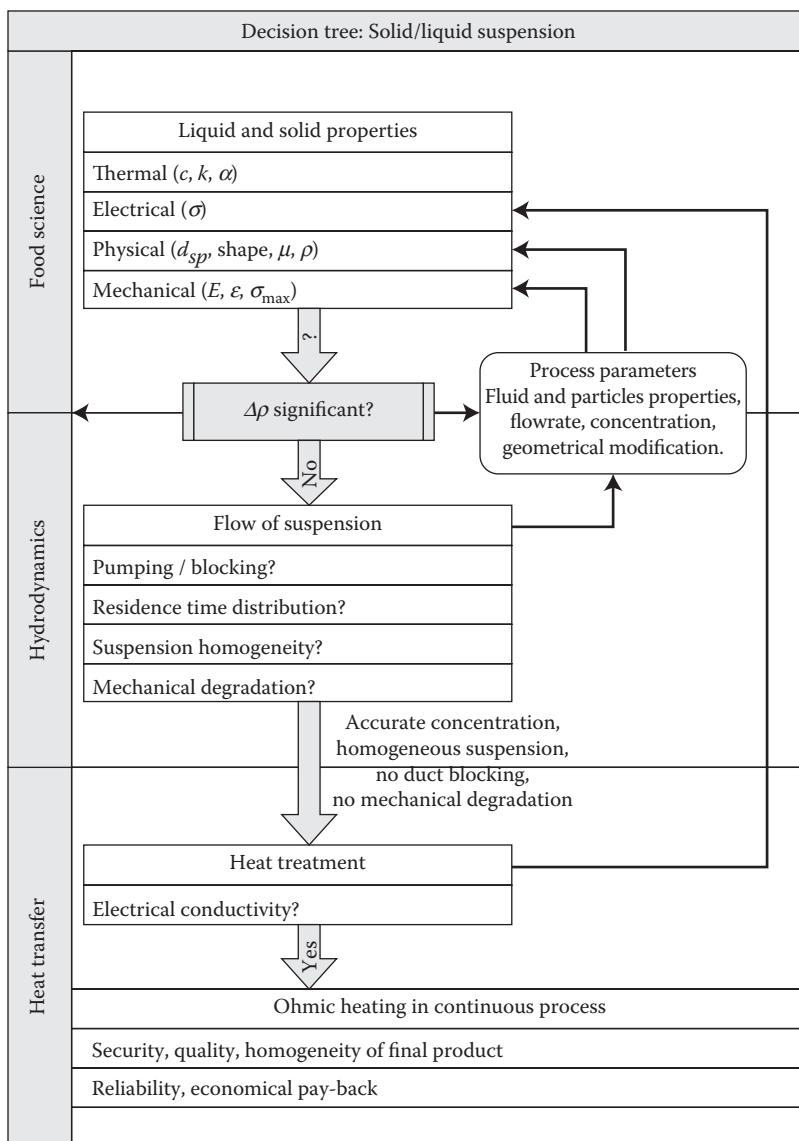 Decision tree: Solid/liquid suspension
Food science
Liquid and solid properties
Thermal (c, k, α)
Electrical (σ)
Physical (d_sp, shape, μ, ρ)
Mechanical (E, ε, σ_max)
?
Δρ significant?
Process parameters
Fluid and particles properties,
flowrate, concentration,
geometrical modification.
No
Hydrodynamics
Flow of suspension
Pumping / blocking?
Residence time distribution?
Suspension homogeneity?
Mechanical degradation?
Accurate concentration,
homogeneous suspension,
no duct blocking,
no mechanical degradation
Heat transfer
Heat treatment
Electrical conductivity?
Yes
Ohmic heating in continuous process
Security, quality, homogeneity of final product
Reliability, economical pay-back